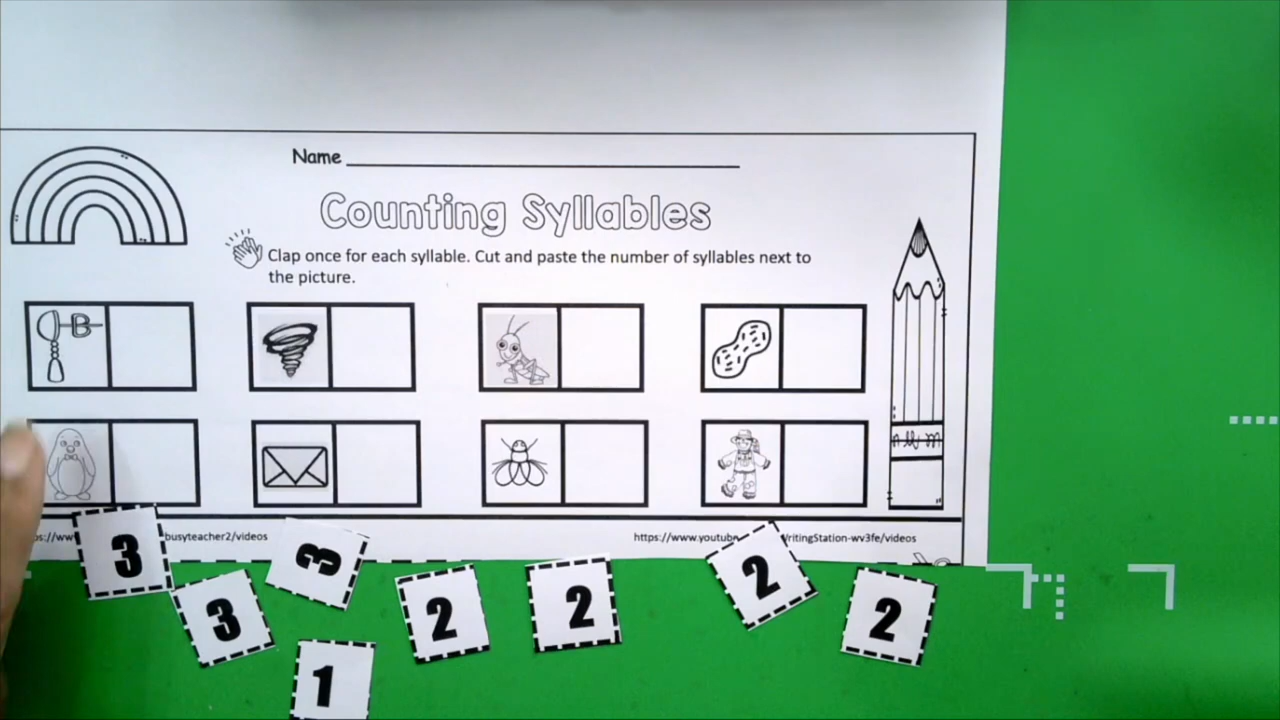 Name
Counting Syllables
Clap once for each syllable. Cut and paste the number of syllables next to
the picture.
B
busyteacher2/videos
https://www.youtube
ritingStation-wv3fe/videos
3
3
3
2
2
2
2
1